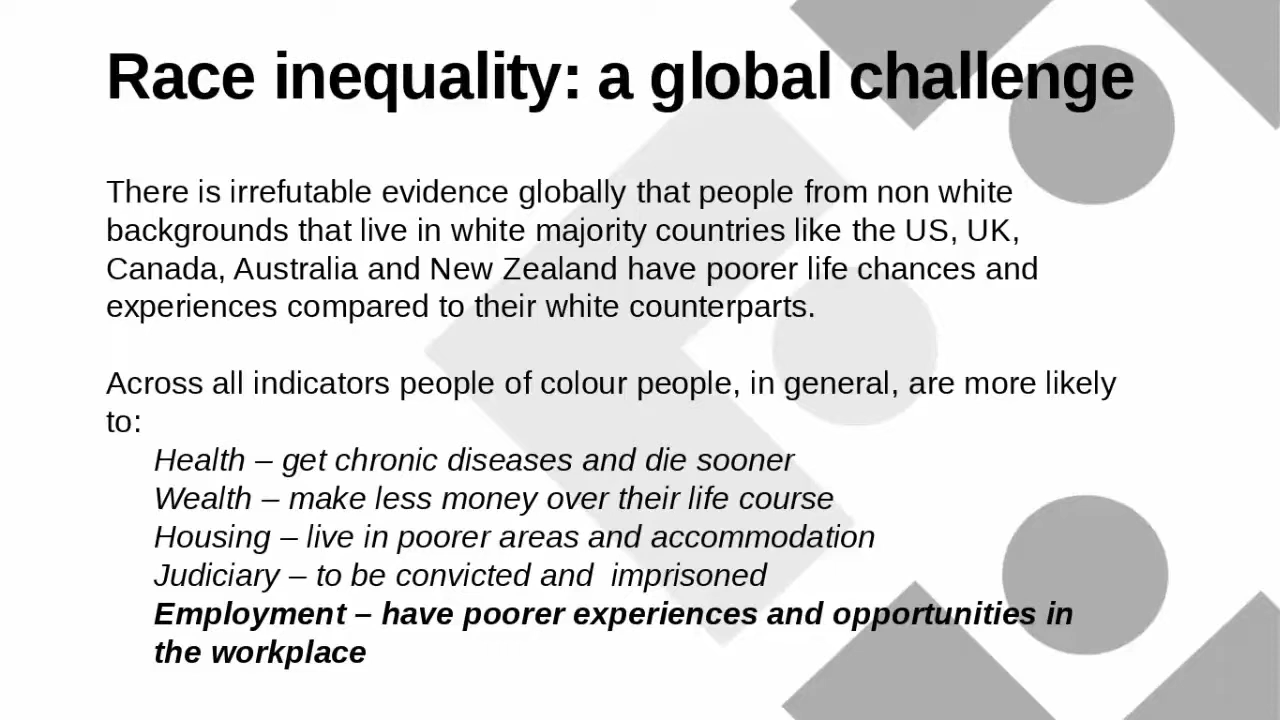 Race inequality: a global challenge
There is irrefutable evidence globally that people from non white
backgrounds that live in white majority countries like the US, UK,
Canada, Australia and New Zealand have poorer life chances and
experiences compared to their white counterparts.
Across all indicators people of colour people, in general, are more likely
to:
Health – get chronic diseases and die sooner
Wealth – make less money over their life course
Housing – live in poorer areas and accommodation
Judiciary – to be convicted and  imprisoned
Employment – have poorer experiences and opportunities in
the workplace